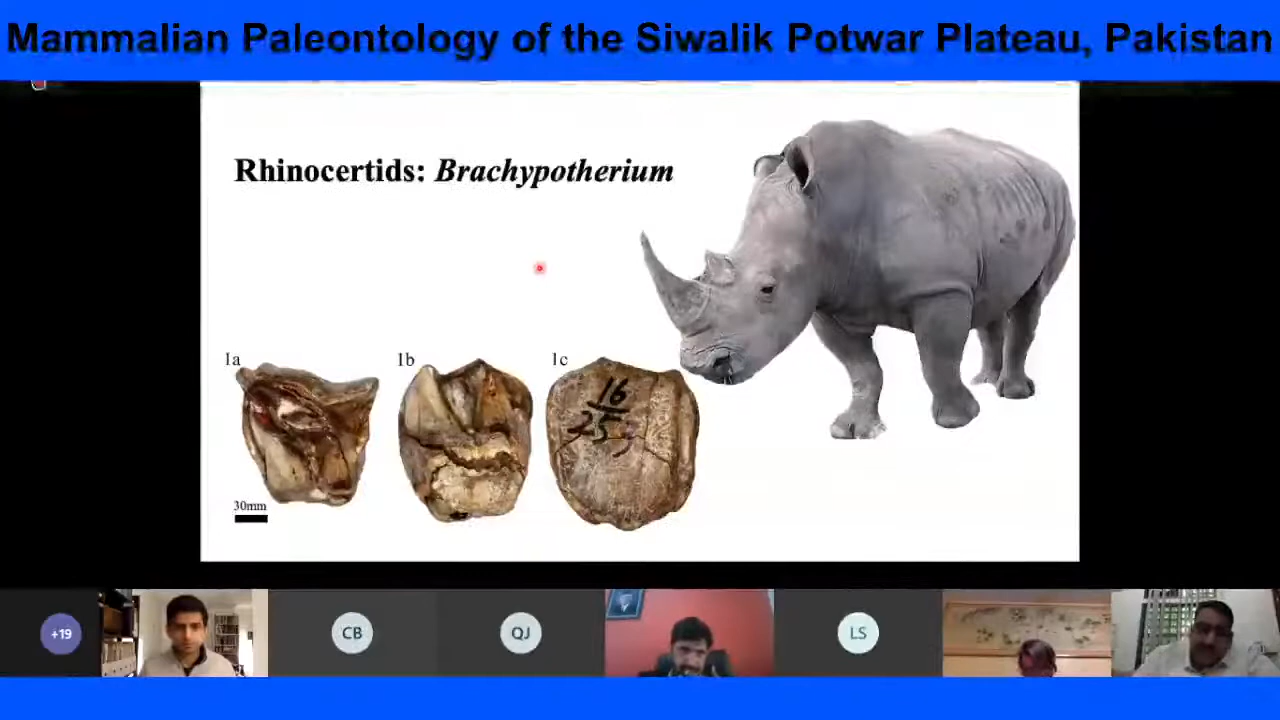 Mammalian Paleontology of the Siwalik Potwar Plateau, Pakistan
Rhinocertids: Brachypotherium
1a
1b
1c
16
25
30mm
+19
CB
QJ
LS